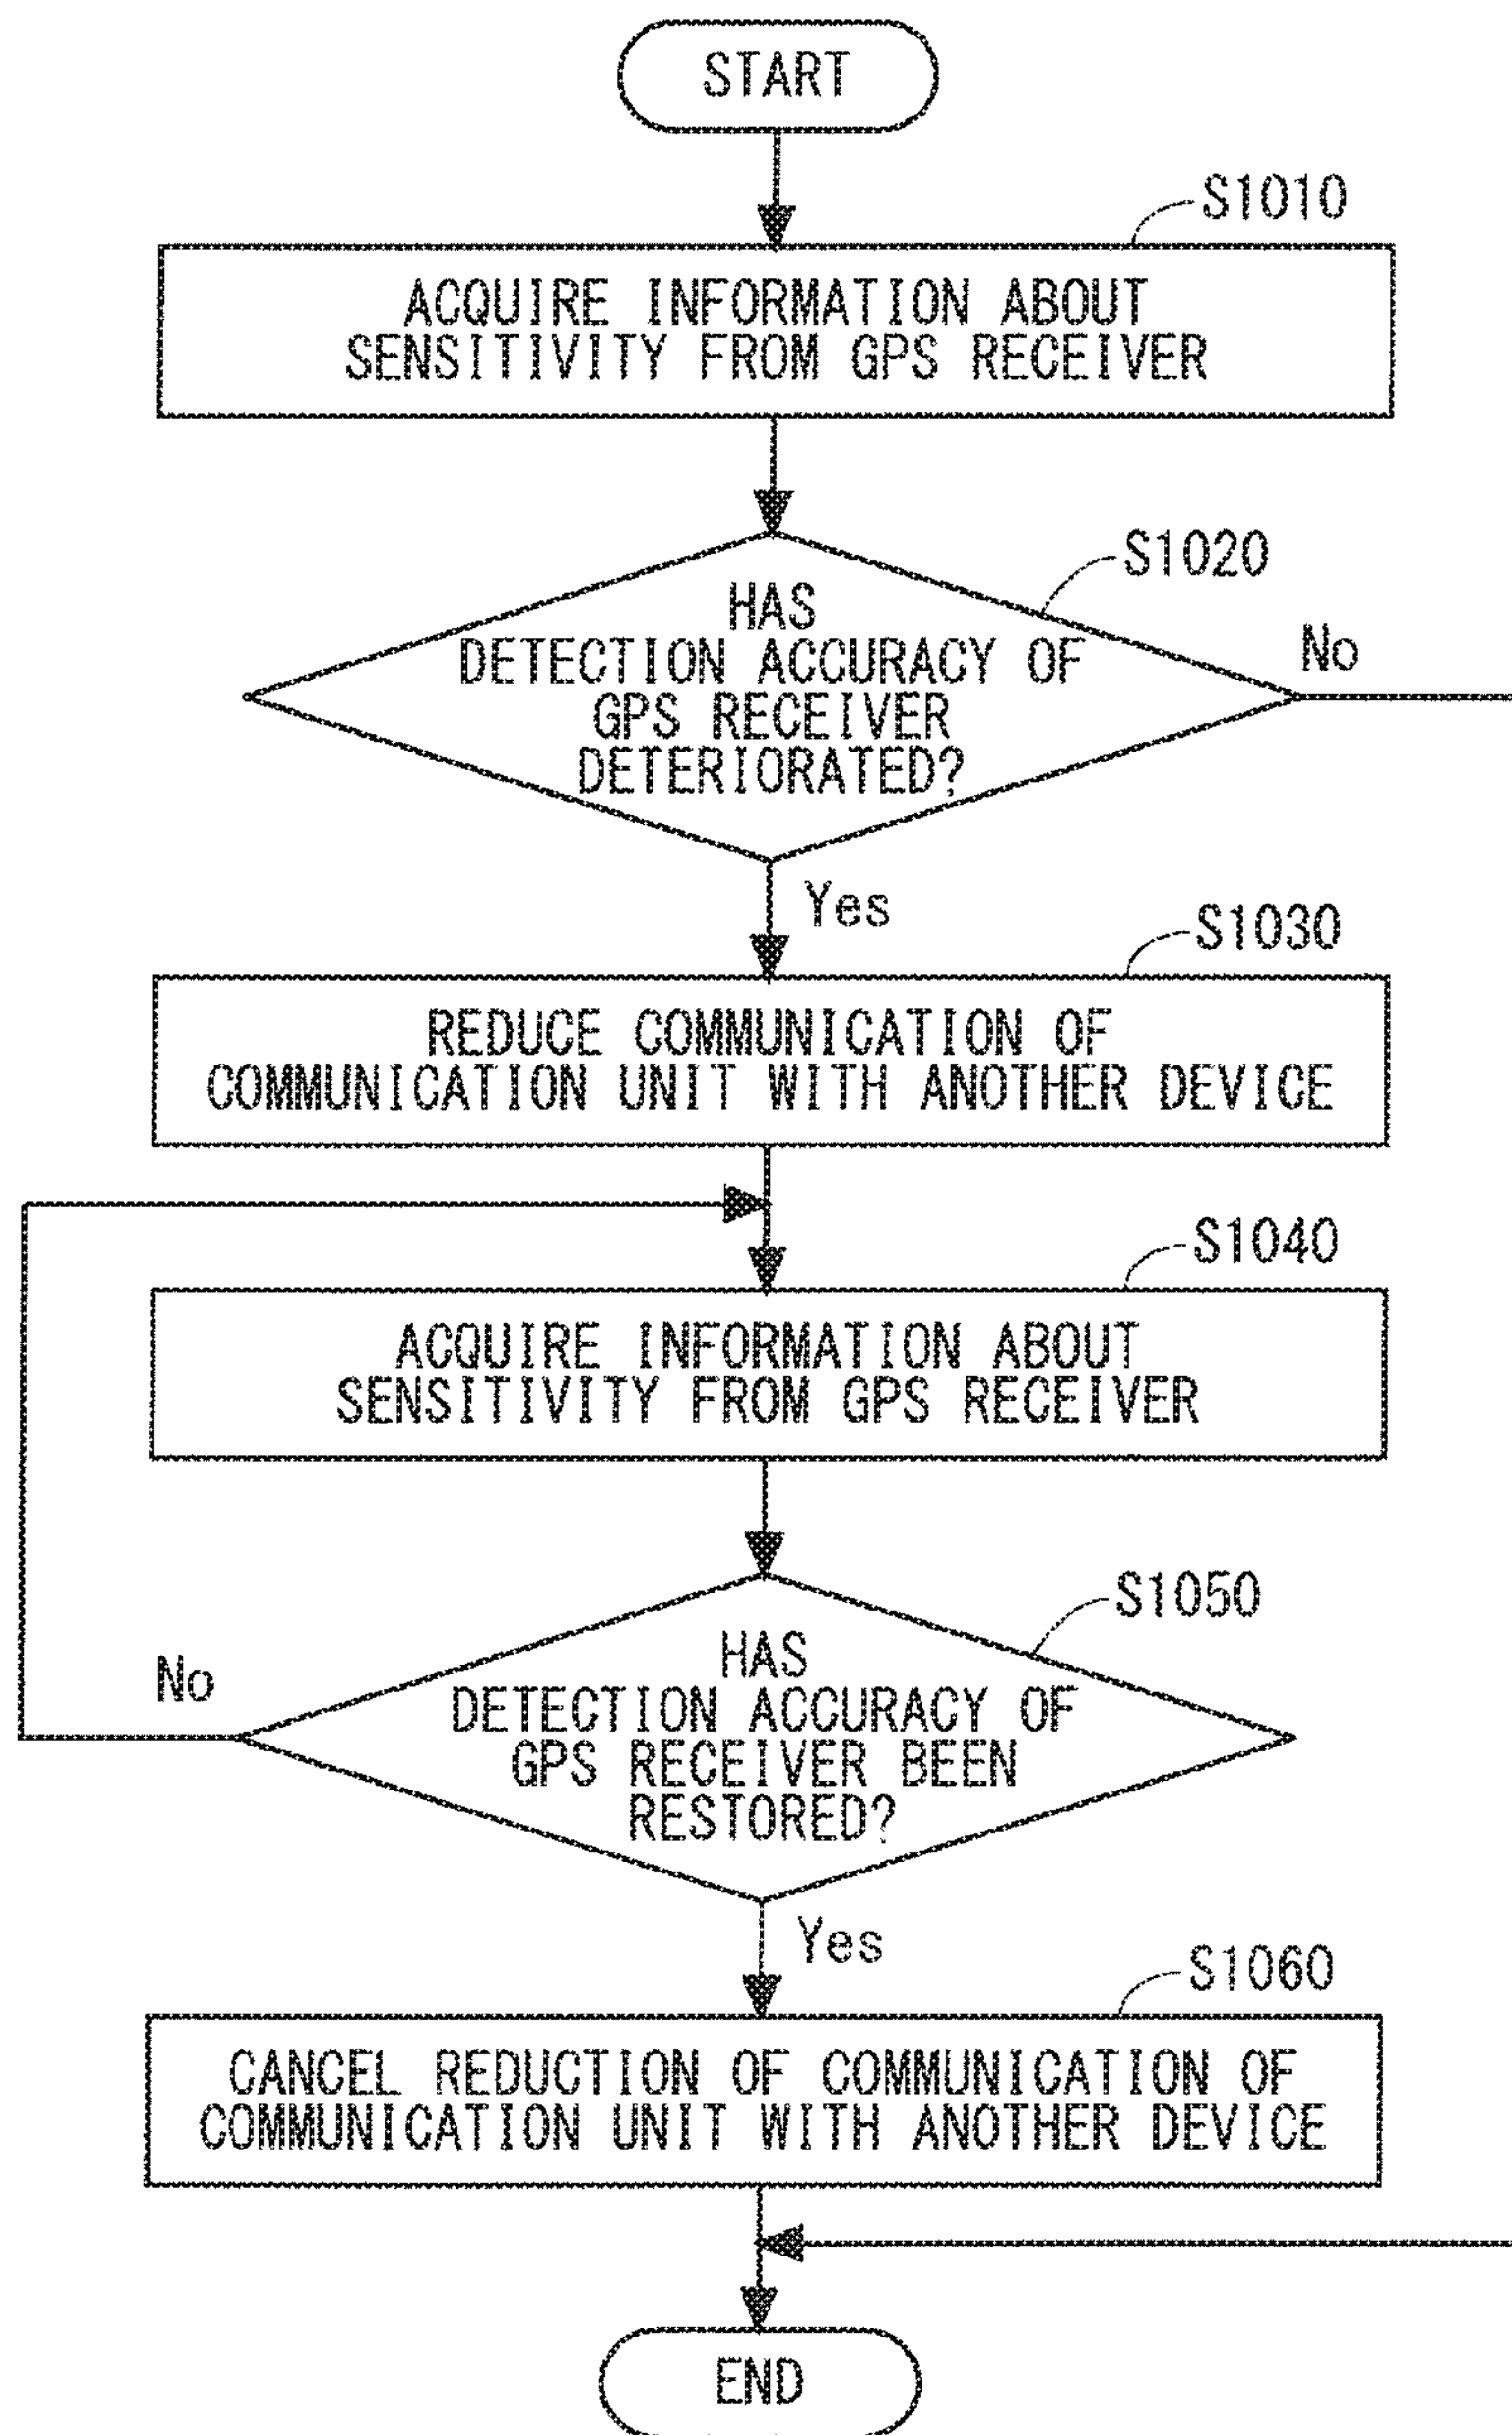 START
S1010
ACQUIRE INFORMATION ABOUT
SENSITIVITY FROM GPS RECEIVER
S1020
HAS
DETECTION ACCURACY OF
GPS RECEIVER
DETERIORATED?
No
Yes
S1030
REDUCE COMMUNICATION OF
COMMUNICATION UNIT WITH ANOTHER DEVICE
S1040
ACQUIRE INFORMATION ABOUT
SENSITIVITY FROM GPS RECEIVER
S1050
HAS
DETECTION ACCURACY OF
GPS RECEIVER BEEN
RESTORED?
No
Yes
S1060
CANCEL REDUCTION OF COMMUNICATION OF
COMMUNICATION UNIT WITH ANOTHER DEVICE
END